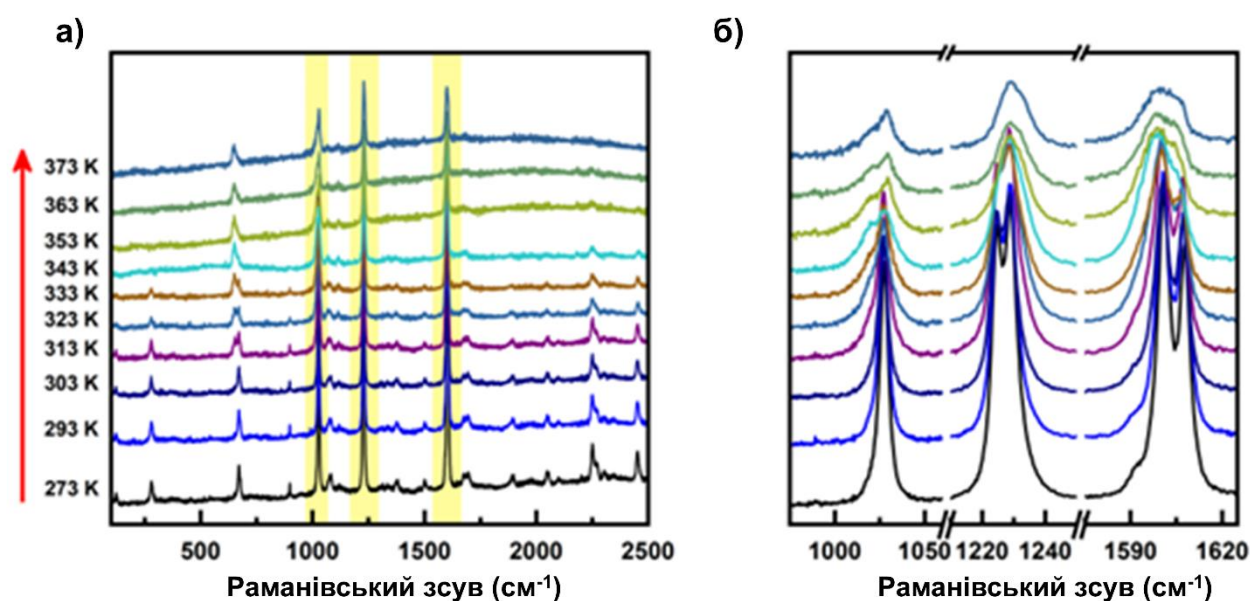 а)
373 K
363 K
353 K
343 K
333 K
323 K
313 K
303 K
293 K
273 K
500 1000 1500 2000 2500
Раманівський зсув (см-1)
б)
1000 1050 1220 1240 1590 1620
Раманівський зсув (см-1)